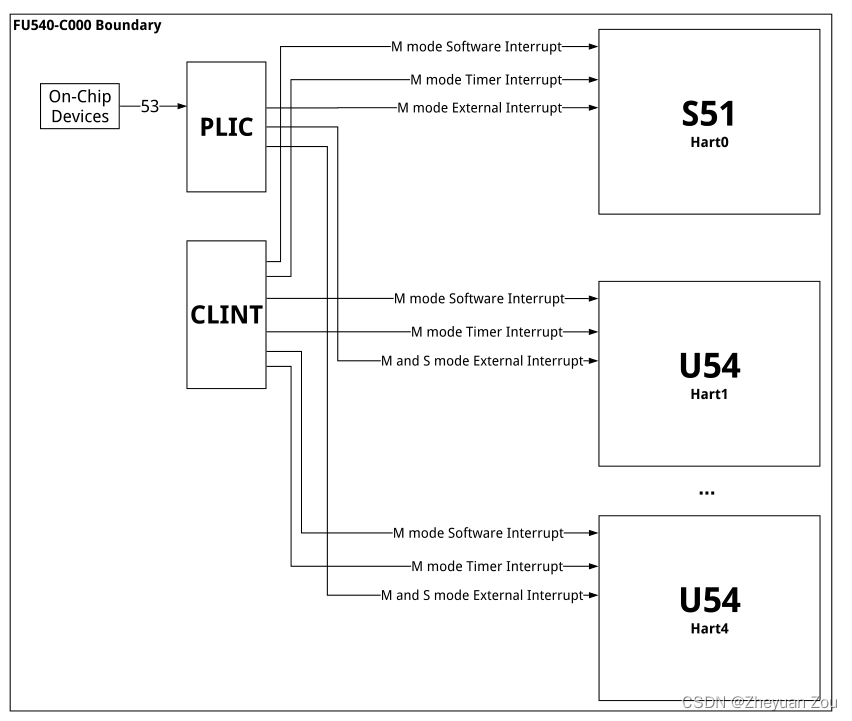 FU540-C000 Boundary
M mode Software Interrupt
M mode Timer Interrupt
M mode External Interrupt
On-Chip
Devices
53
PLIC
S51
Hart0
CLINT
M mode Software Interrupt
M mode Timer Interrupt
M and S mode External Interrupt
U54
Hart1
...
M mode Software Interrupt
M mode Timer Interrupt
M and S mode External Interrupt
U54
Hart4
CSDN @Zheyuan Zou